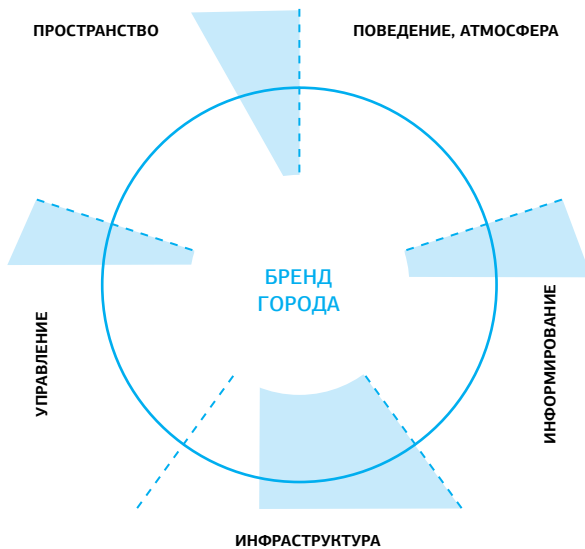 ПРОСТРАНСТВО
ПОВЕДЕНИЕ, АТМОСФЕРА
БРЕНД
ГОРОДА
УПРАВЛЕНИЕ
ИНФОРМИРОВАНИЕ
ИНФРАСТРУКТУРА